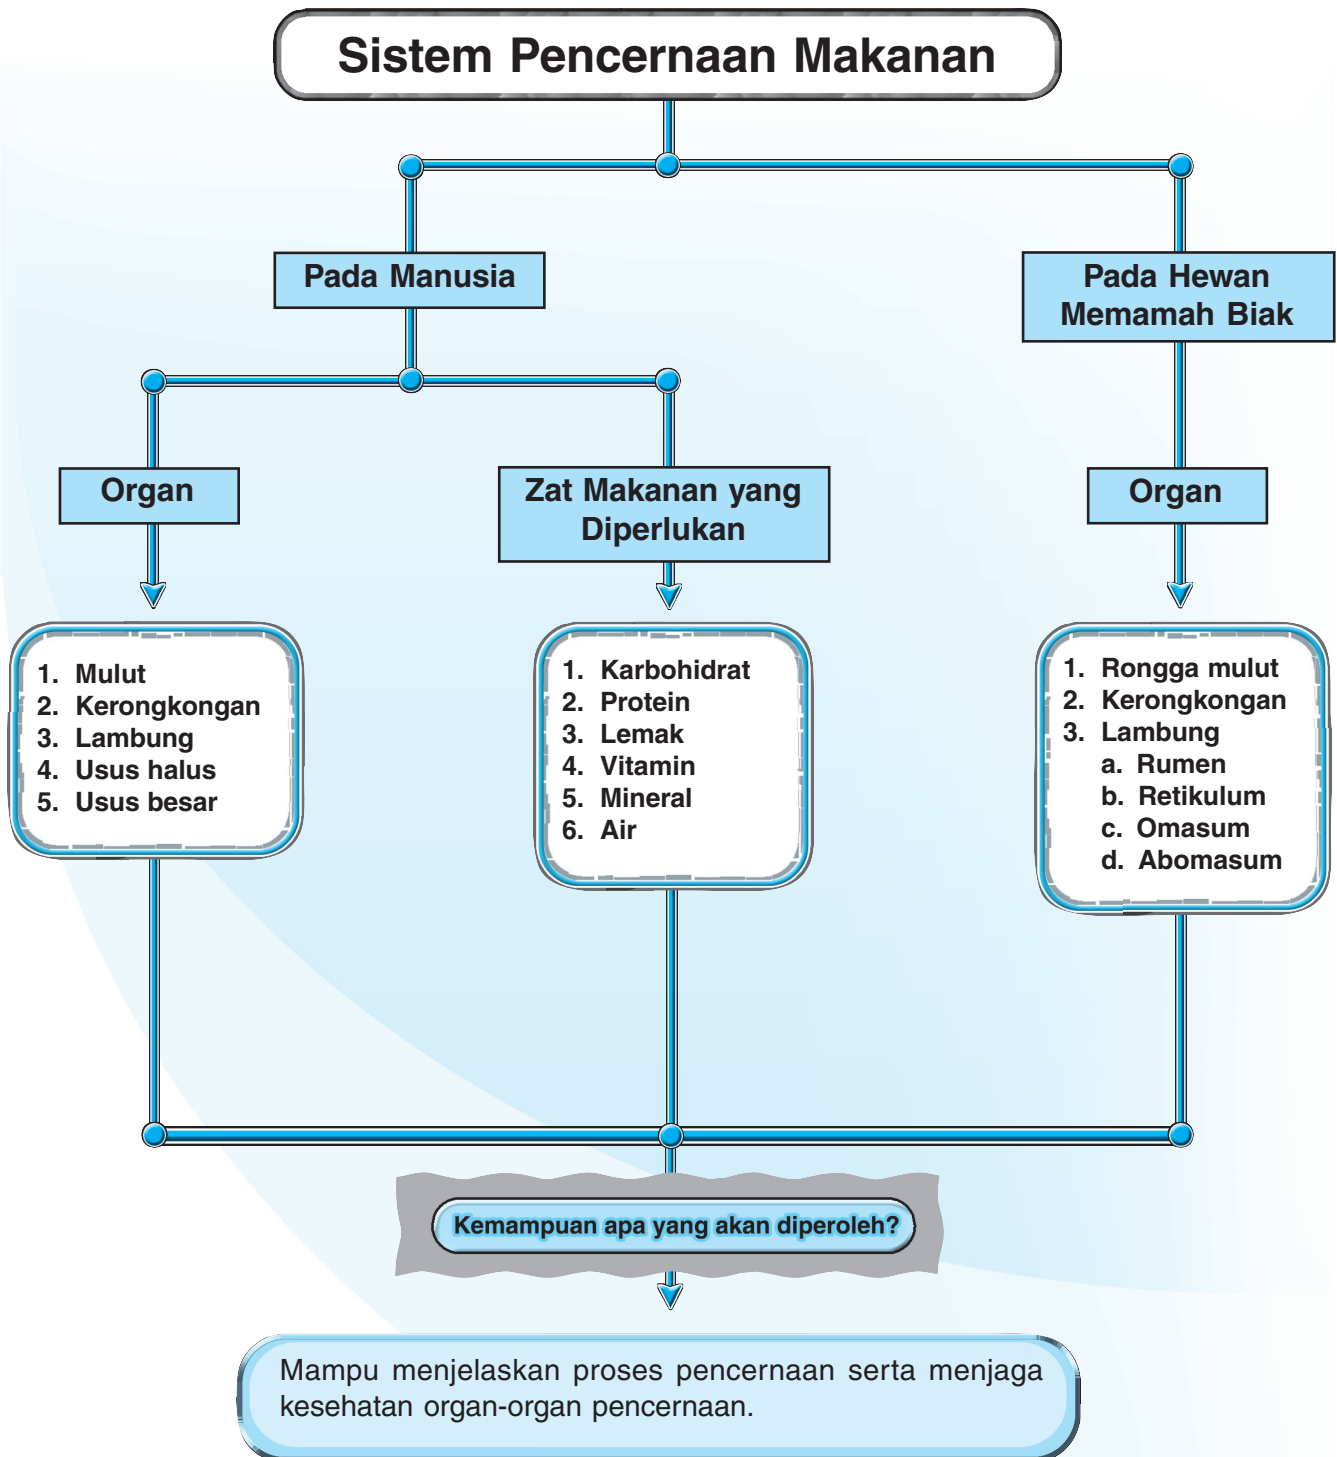 Sistem Pencernaan Makanan
Pada Manusia
Pada Hewan
Memamah Biak
Organ
Zat Makanan yang
Diperlukan
Organ
1. Mulut
2. Kerongkongan
3. Lambung
4. Usus halus
5. Usus besar
1. Karbohidrat
2. Protein
3. Lemak
4. Vitamin
5. Mineral
6. Air
1. Rongga mulut
2. Kerongkongan
3. Lambung
a. Rumen
b. Retikulum
c. Omasum
d. Abomasum
Kemampuan apa yang akan diperoleh?
Mampu menjelaskan proses pencernaan serta menjaga
kesehatan organ-organ pencernaan.